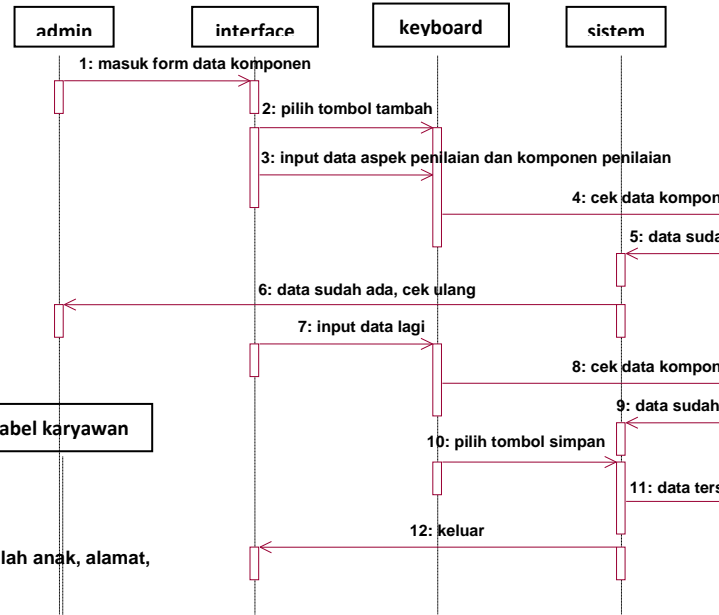 admin
interface
keyboard
sistem
1: masuk form data komponen
2: pilih tombol tambah
3: input data aspek penilaian dan komponen penilaian
4: cek data kompon
5: data suda
6: data sudah ada, cek ulang
7: input data lagi
8: cek data kompon
9: data sudah
abel karyawan
10: pilih tombol simpan
11: data ters
12: keluar
lah anak, alamat,